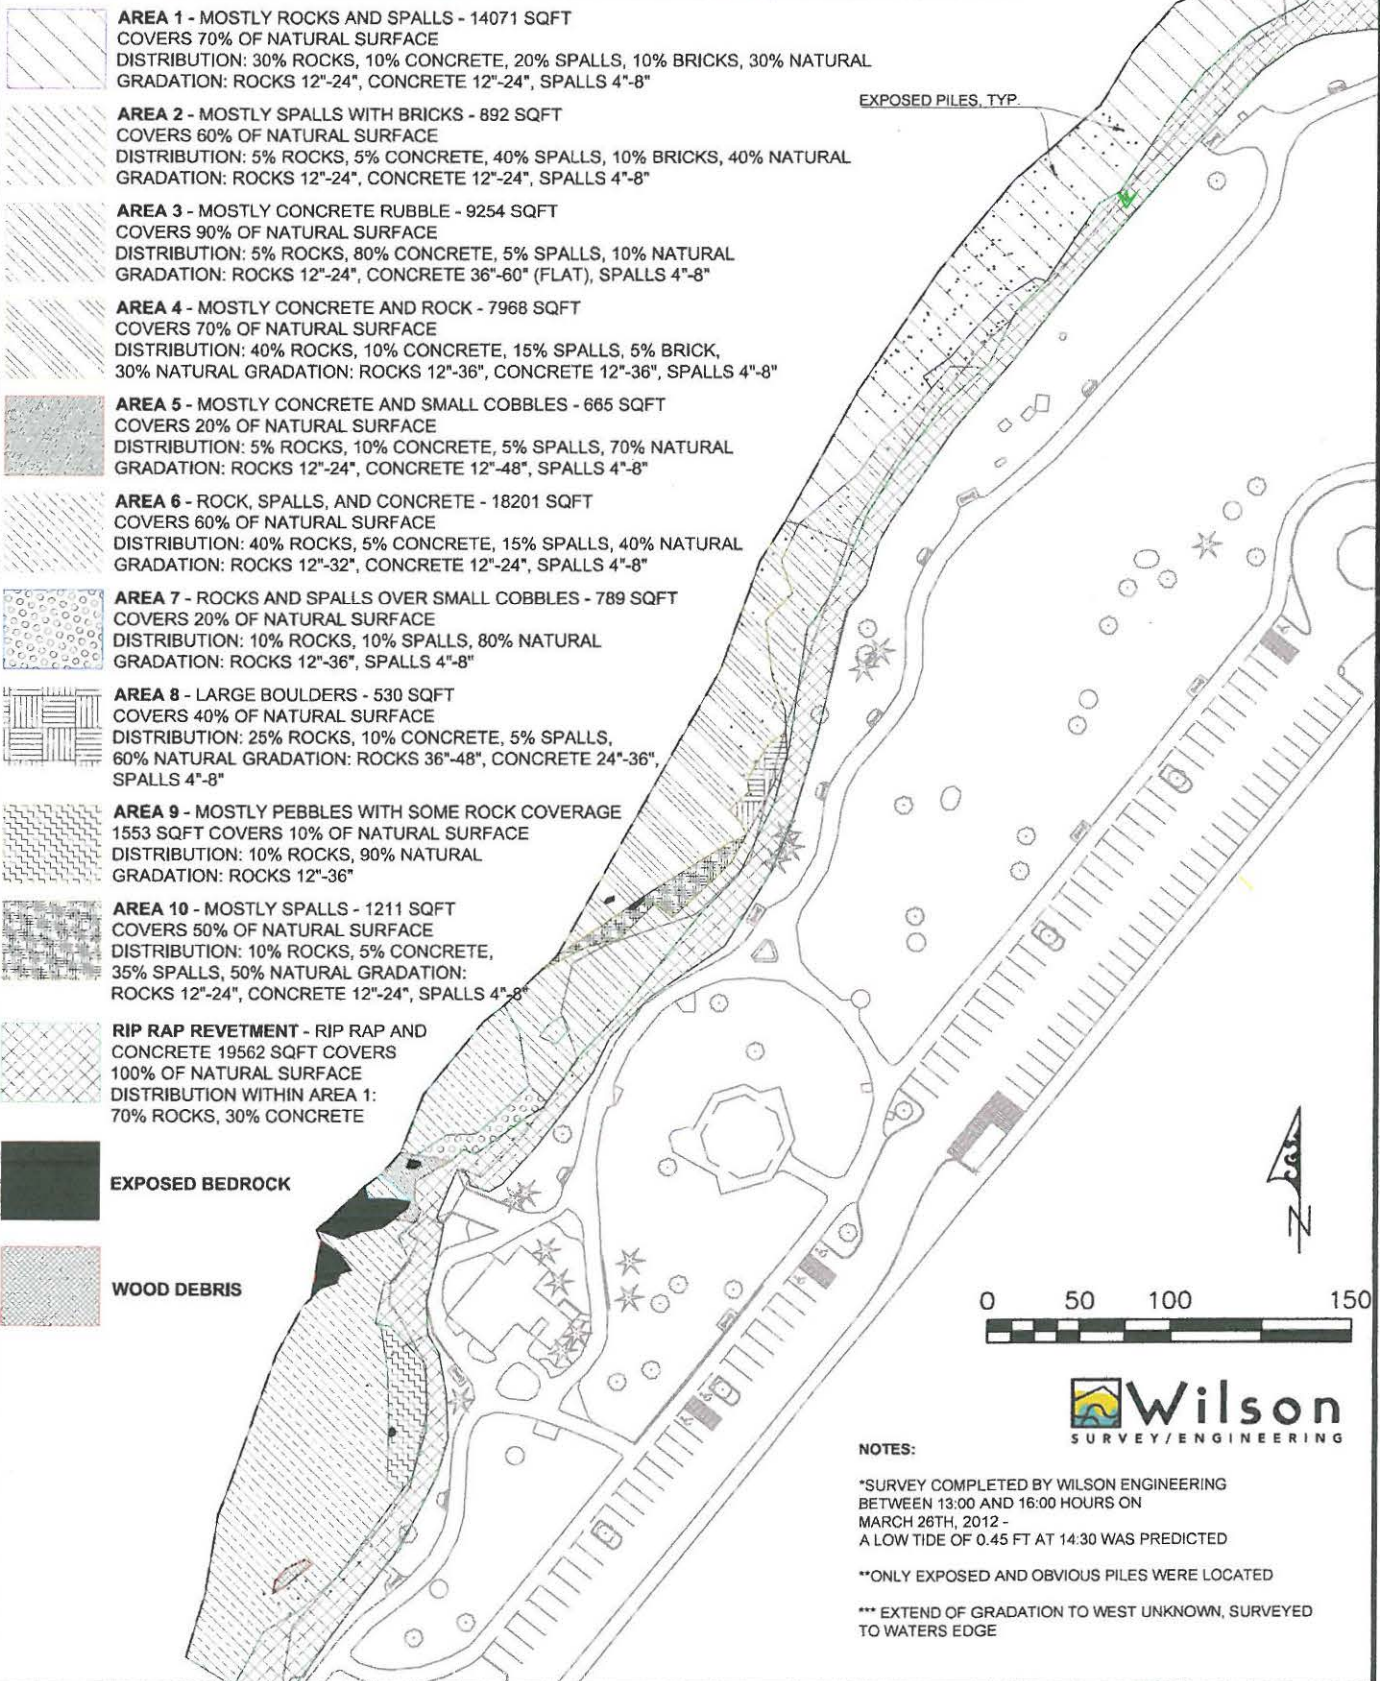 AREA 1 - MOSTLY ROCKS AND SPALLS - 14071 SQFT
COVERS 70% OF NATURAL SURFACE
DISTRIBUTION: 30% ROCKS, 10% CONCRETE, 20% SPALLS, 10% BRICKS, 30% NATURAL
GRADATION: ROCKS 12"-24", CONCRETE 12"-24", SPALLS 4"-8"
AREA 2 - MOSTLY SPALLS WITH BRICKS - 892 SQFT
COVERS 60% OF NATURAL SURFACE
DISTRIBUTION: 5% ROCKS, 5% CONCRETE, 40% SPALLS, 10% BRICKS, 40% NATURAL
GRADATION: ROCKS 12"-24", CONCRETE 12"-24", SPALLS 4"-8"
AREA 3 - MOSTLY CONCRETE RUBBLE - 9254 SQFT
COVERS 90% OF NATURAL SURFACE
DISTRIBUTION: 5% ROCKS, 80% CONCRETE, 5% SPALLS, 10% NATURAL
GRADATION: ROCKS 12"-24", CONCRETE 36"-60" (FLAT), SPALLS 4"-8"
AREA 4 - MOSTLY CONCRETE AND ROCK - 7968 SQFT
COVERS 70% OF NATURAL SURFACE
DISTRIBUTION: 40% ROCKS, 10% CONCRETE, 15% SPALLS, 5% BRICK,
30% NATURAL GRADATION: ROCKS 12"-36", CONCRETE 12"-36", SPALLS 4"-8"
AREA 5 - MOSTLY CONCRETE AND SMALL COBBLES - 665 SQFT
COVERS 20% OF NATURAL SURFACE
DISTRIBUTION: 5% ROCKS, 10% CONCRETE, 5% SPALLS, 70% NATURAL
GRADATION: ROCKS 12"-24", CONCRETE 12"-48", SPALLS 4"-8"
AREA 6 - ROCK, SPALLS, AND CONCRETE - 18201 SQFT
COVERS 60% OF NATURAL SURFACE
DISTRIBUTION: 40% ROCKS, 5% CONCRETE, 15% SPALLS, 40% NATURAL
GRADATION: ROCKS 12"-32", CONCRETE 12"-24", SPALLS 4"-8"
AREA 7 - ROCKS AND SPALLS OVER SMALL COBBLES - 789 SQFT
COVERS 20% OF NATURAL SURFACE
DISTRIBUTION: 10% ROCKS, 10% SPALLS, 80% NATURAL
GRADATION: ROCKS 12"-36", SPALLS 4"-8"
AREA 8 - LARGE BOULDERS - 530 SQFT
COVERS 40% OF NATURAL SURFACE
DISTRIBUTION: 25% ROCKS, 10% CONCRETE, 5% SPALLS,
60% NATURAL GRADATION: ROCKS 36"-48", CONCRETE 24"-36",
SPALLS 4"-8"
AREA 9 - MOSTLY PEBBLES WITH SOME ROCK COVERAGE
1553 SQFT COVERS 10% OF NATURAL SURFACE
DISTRIBUTION: 10% ROCKS, 90% NATURAL
GRADATION: ROCKS 12"-36"
AREA 10 - MOSTLY SPALLS - 1211 SQFT
COVERS 50% OF NATURAL SURFACE
DISTRIBUTION: 10% ROCKS, 5% CONCRETE,
35% SPALLS, 50% NATURAL GRADATION:
ROCKS 12"-24", CONCRETE 12"-24", SPALLS 4"-8"
RIP RAP REVETMENT - RIP RAP AND
CONCRETE 19562 SQFT COVERS
100% OF NATURAL SURFACE
DISTRIBUTION WITHIN AREA 1:
70% ROCKS, 30% CONCRETE
EXPOSED BEDROCK
WOOD DEBRIS
EXPOSED PILES, TYP.
N
0 50 100 150
Wilson
SURVEY/ENGINEERING
NOTES:
*SURVEY COMPLETED BY WILSON ENGINEERING
BETWEEN 13:00 AND 16:00 HOURS ON
MARCH 26TH, 2012 -
A LOW TIDE OF 0.45 FT AT 14:30 WAS PREDICTED
**ONLY EXPOSED AND OBVIOUS PILES WERE LOCATED
*** EXTEND OF GRADATION TO WEST UNKNOWN, SURVEYED
TO WATERS EDGE